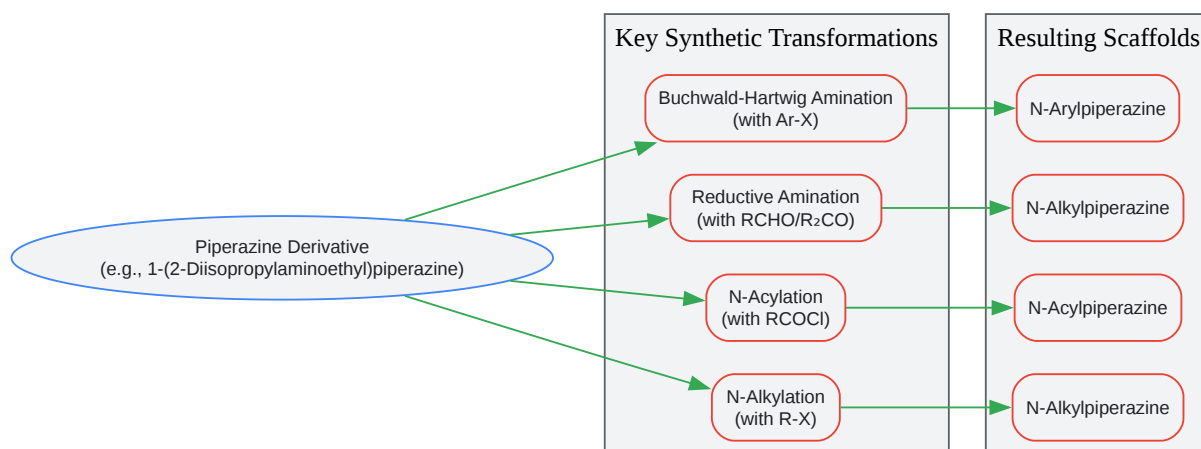 Key Synthetic Transformations
Resulting Scaffolds
Buchwald-Hartwig Amination
(with Ar-X)
N-Arylpiperazine
Reductive Amination
(with RCHO/R₂CO)
N-Alkylpiperazine
Piperazine Derivative
(e.g., 1-(2-Diisopropylaminoethyl)piperazine)
N-Acylation
(with RCOCl)
N-Acylpiperazine
N-Alkylation
(with R-X)
N-Alkylpiperazine